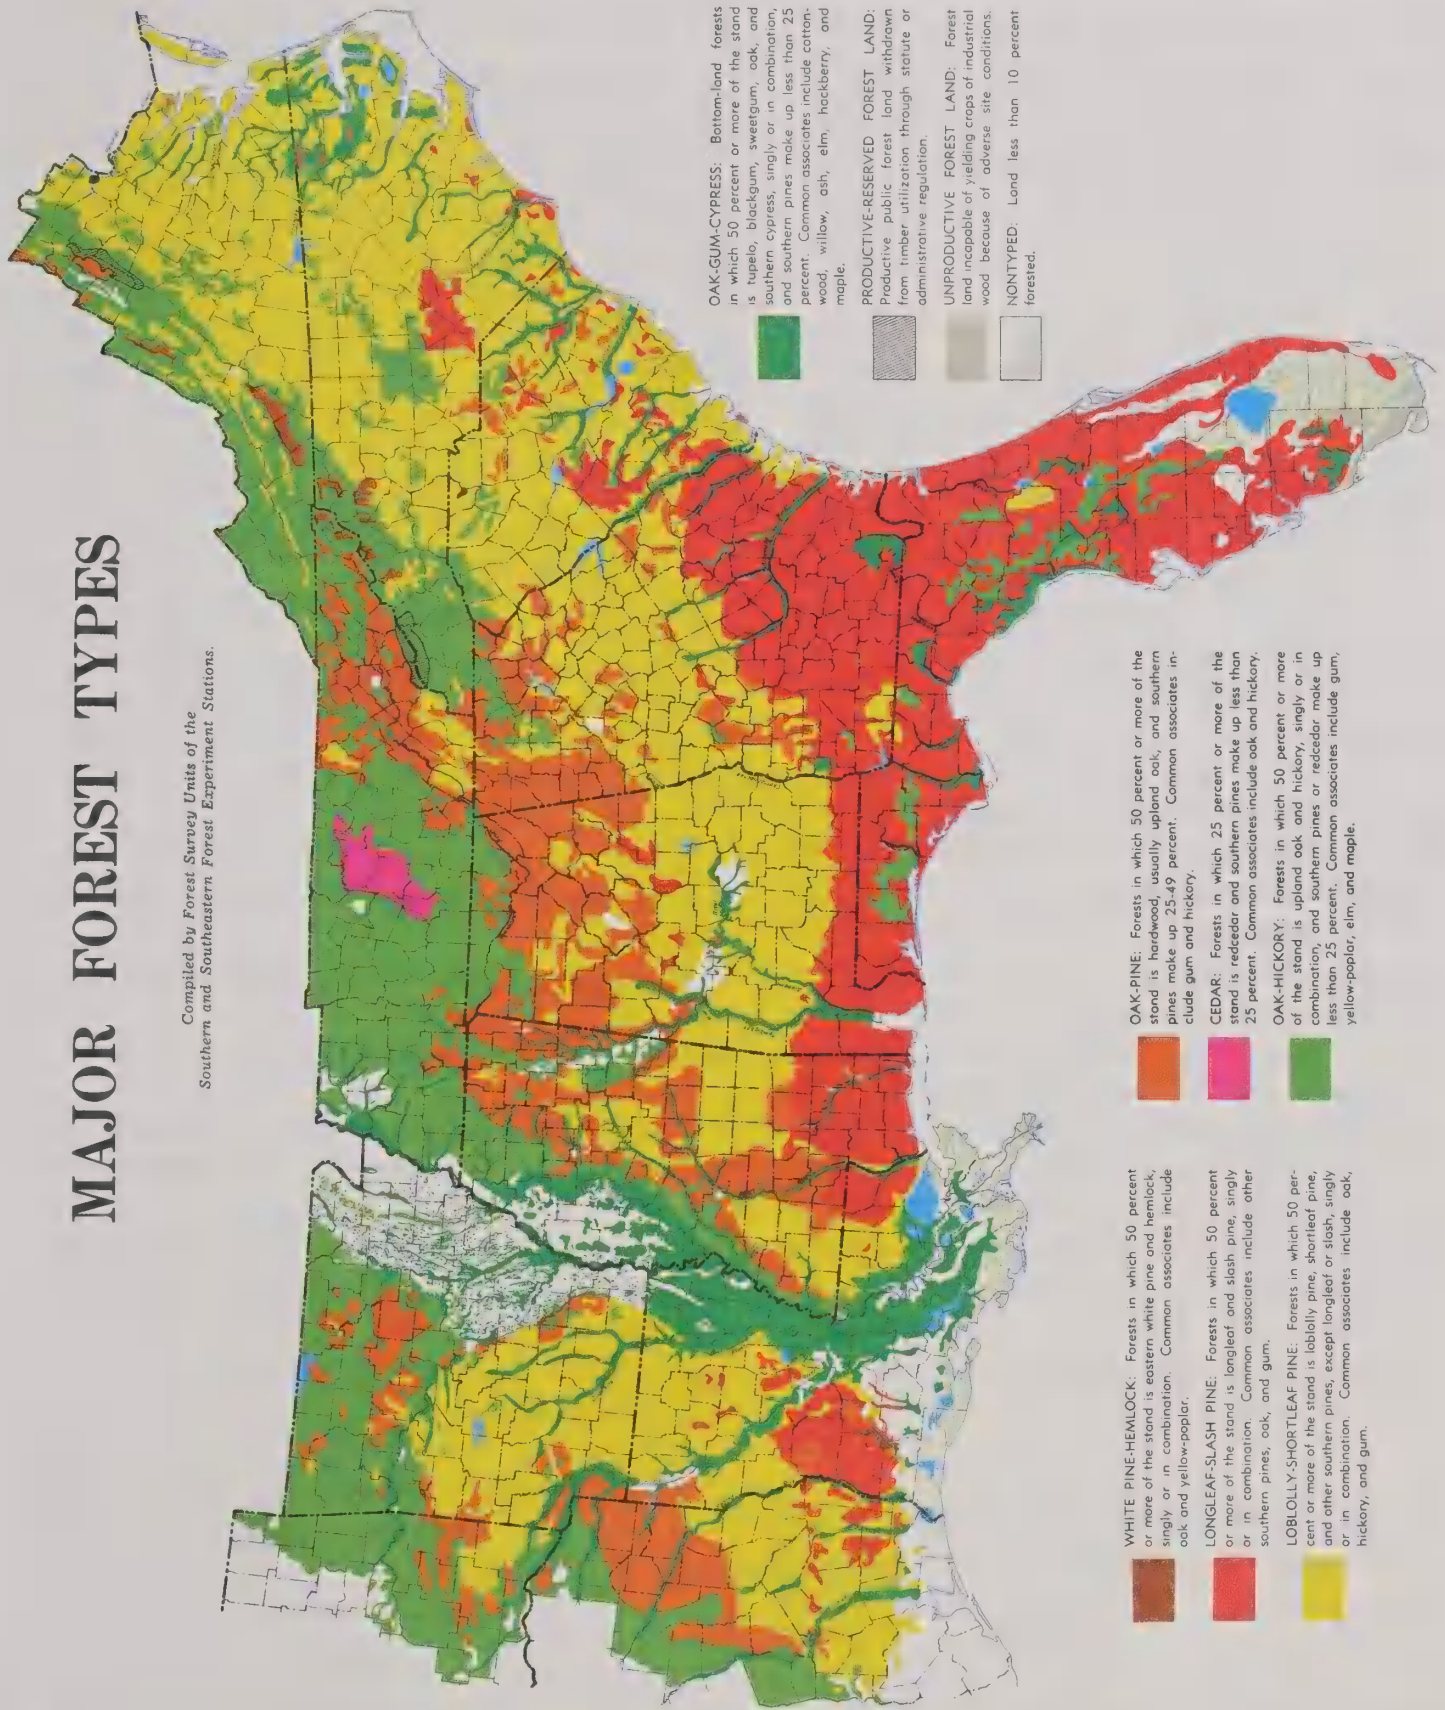 MAJOR FOREST TYPES
Compiled by Forest Survey Units of the
Southern and Southeastern Forest Experiment Stations.
WHITE PINE-HEMLOCK: Forests in which 50 percent
or more of the stand is eastern white pine and hemlock,
singly or in combination. Common associates include
oak and yellow-poplar.
LONGLEAF-SLASH PINE: Forests in which 50 percent
or more of the stand is longleaf and slash pine, singly
or in combination. Common associates include other
southern pines, oak, and gum.
LOBLOLLY-SHORTLEAF PINE: Forests in which 50 per-
cent or more of the stand is loblolly pine, shortleaf pine,
and other southern pines, except longleaf or slash, singly
or in combination. Common associates include oak,
hickory, and gum.
OAK-PINE: Forests in which 50 percent or more of the
stand is hardwood, usually upland oak, and southern
pines make up 25-49 percent. Common associates in-
clude gum and hickory.
CEDAR: Forests in which 25 percent or more of the
stand is redcedar and southern pines make up less than
25 percent. Common associates include oak and hickory.
OAK-HICKORY: Forests in which 50 percent or more
of the stand is upland oak and hickory, singly or in
combination, and southern pines or redcedar make up
less than 25 percent. Common associates include gum,
yellow-poplar, elm, and maple.
OAK-GUM-CYPRESS: Bottom-land forests
in which 50 percent or more of the stand
is tupelo, blackgum, sweetgum, oak, and
southern cypress, singly or in combination,
and southern pines make up less than 25
percent. Common associates include cotton-
wood, willow, ash, elm, hackberry, and
maple.
PRODUCTIVE-RESERVED FOREST LAND:
Productive public forest land withdrawn
from timber utilization through statute or
administrative regulation.
UNPRODUCTIVE FOREST LAND: Forest
land incapable of yielding crops of industrial
wood because of adverse site conditions.
NONTYPED: Land less than 10 percent
forested.